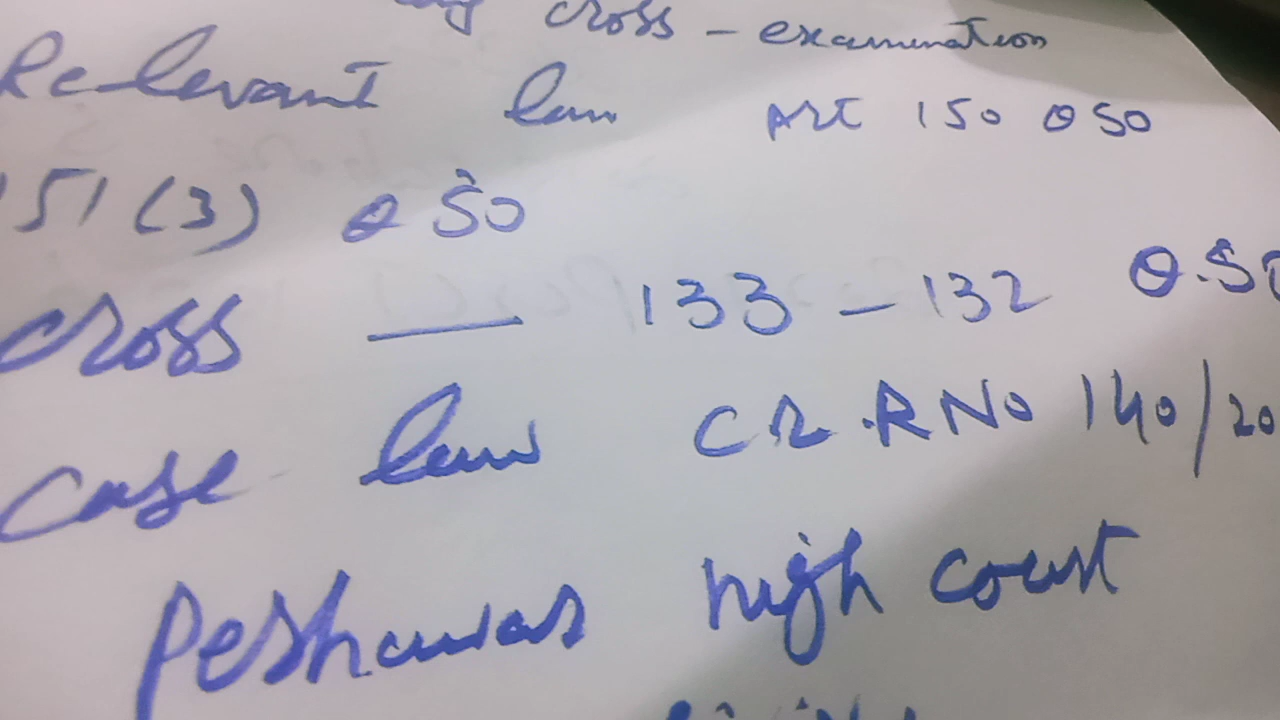 cross - examination
Relevant law Art 150 QSO
151 (3) QSO
cross — 133 - 132 Q.SO
case law CR.R No 140/20
Peshawar high court